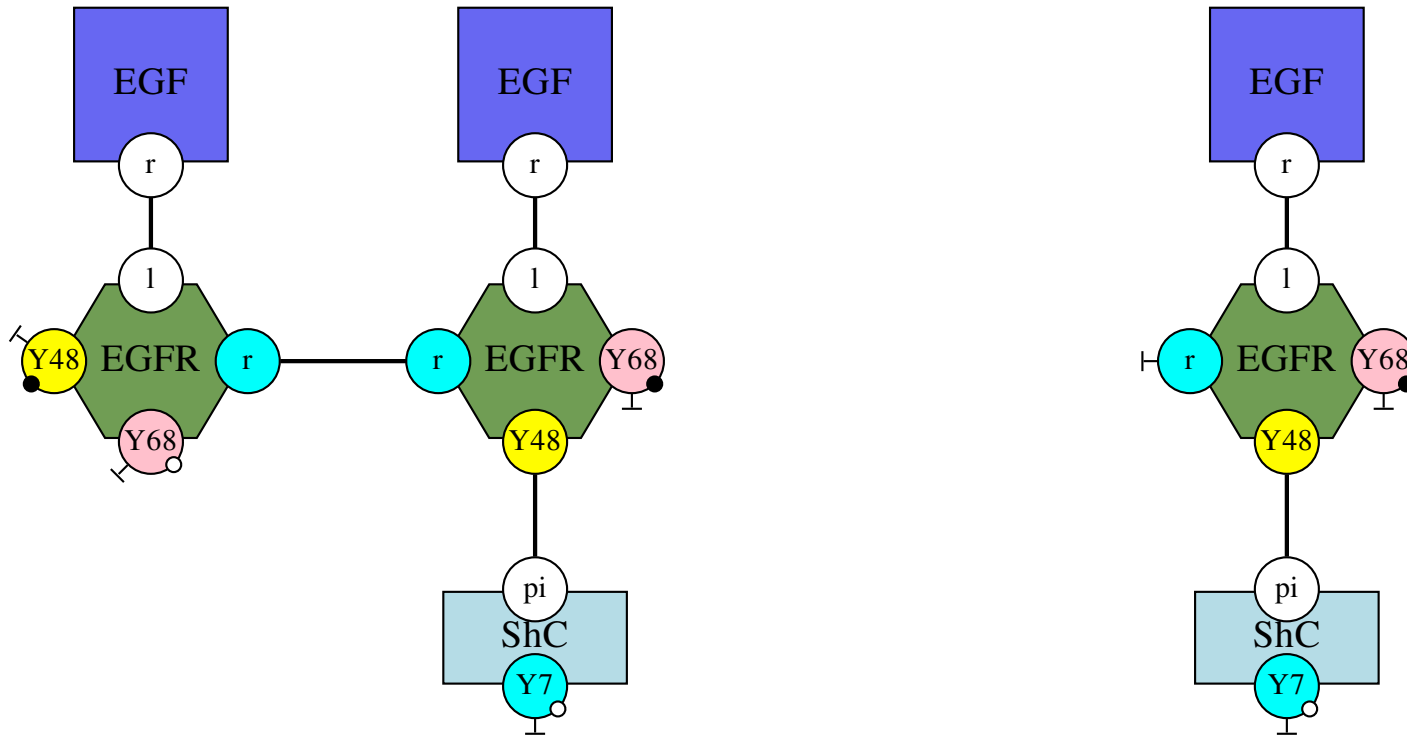 EGF EGF EGF
r r r
l l l
Y48 EGFR r r EGFR Y68 r EGFR Y68
Y68 Y48 Y48
pi pi
ShC ShC
Y7 Y7